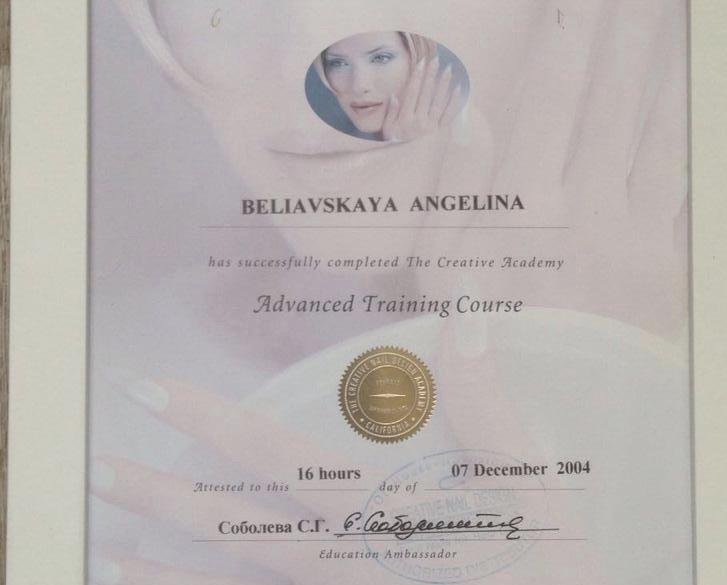 BELIAVSKAYA ANGELINA
has successfully completed The Creative Academy
Advanced Training Course
THE CREATIVE NAIL DESIGN ACADEMY
CALIFORNIA
16 hours 07 December 2004
Attested to this day of
Соболева С.Г.
Education Ambassador